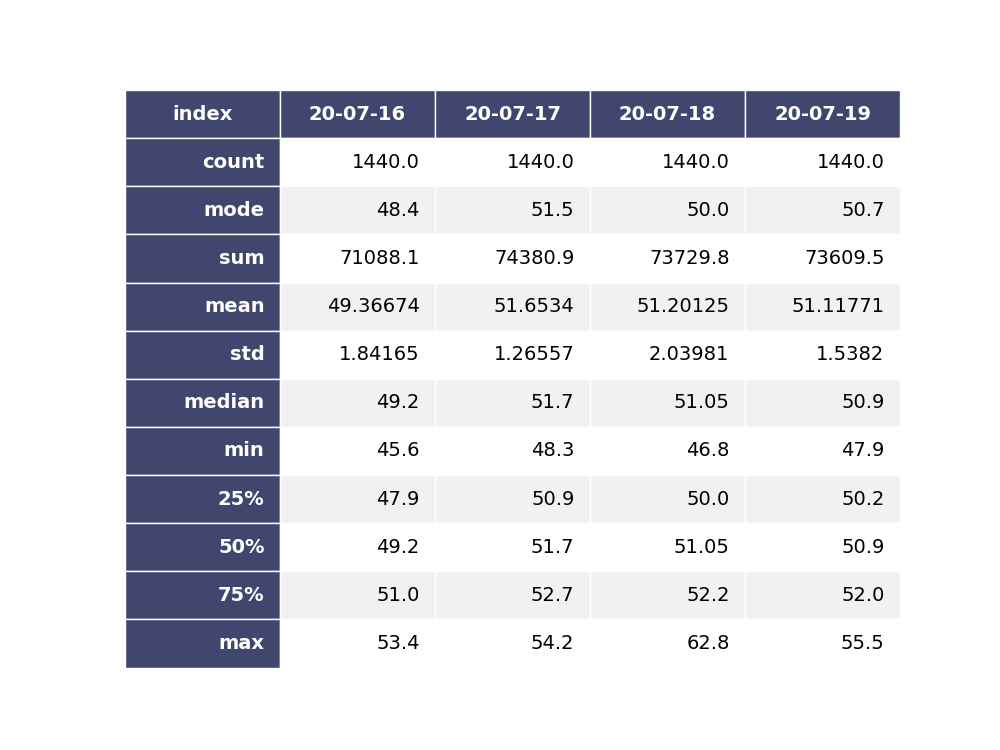 index 20-07-16 20-07-17 20-07-18 20-07-19
count 1440.0 1440.0 1440.0 1440.0
mode 48.4 51.5 50.0 50.7
sum 71088.1 74380.9 73729.8 73609.5
mean 49.36674 51.6534 51.20125 51.11771
std 1.84165 1.26557 2.03981 1.5382
median 49.2 51.7 51.05 50.9
min 45.6 48.3 46.8 47.9
25% 47.9 50.9 50.0 50.2
50% 49.2 51.7 51.05 50.9
75% 51.0 52.7 52.2 52.0
max 53.4 54.2 62.8 55.5